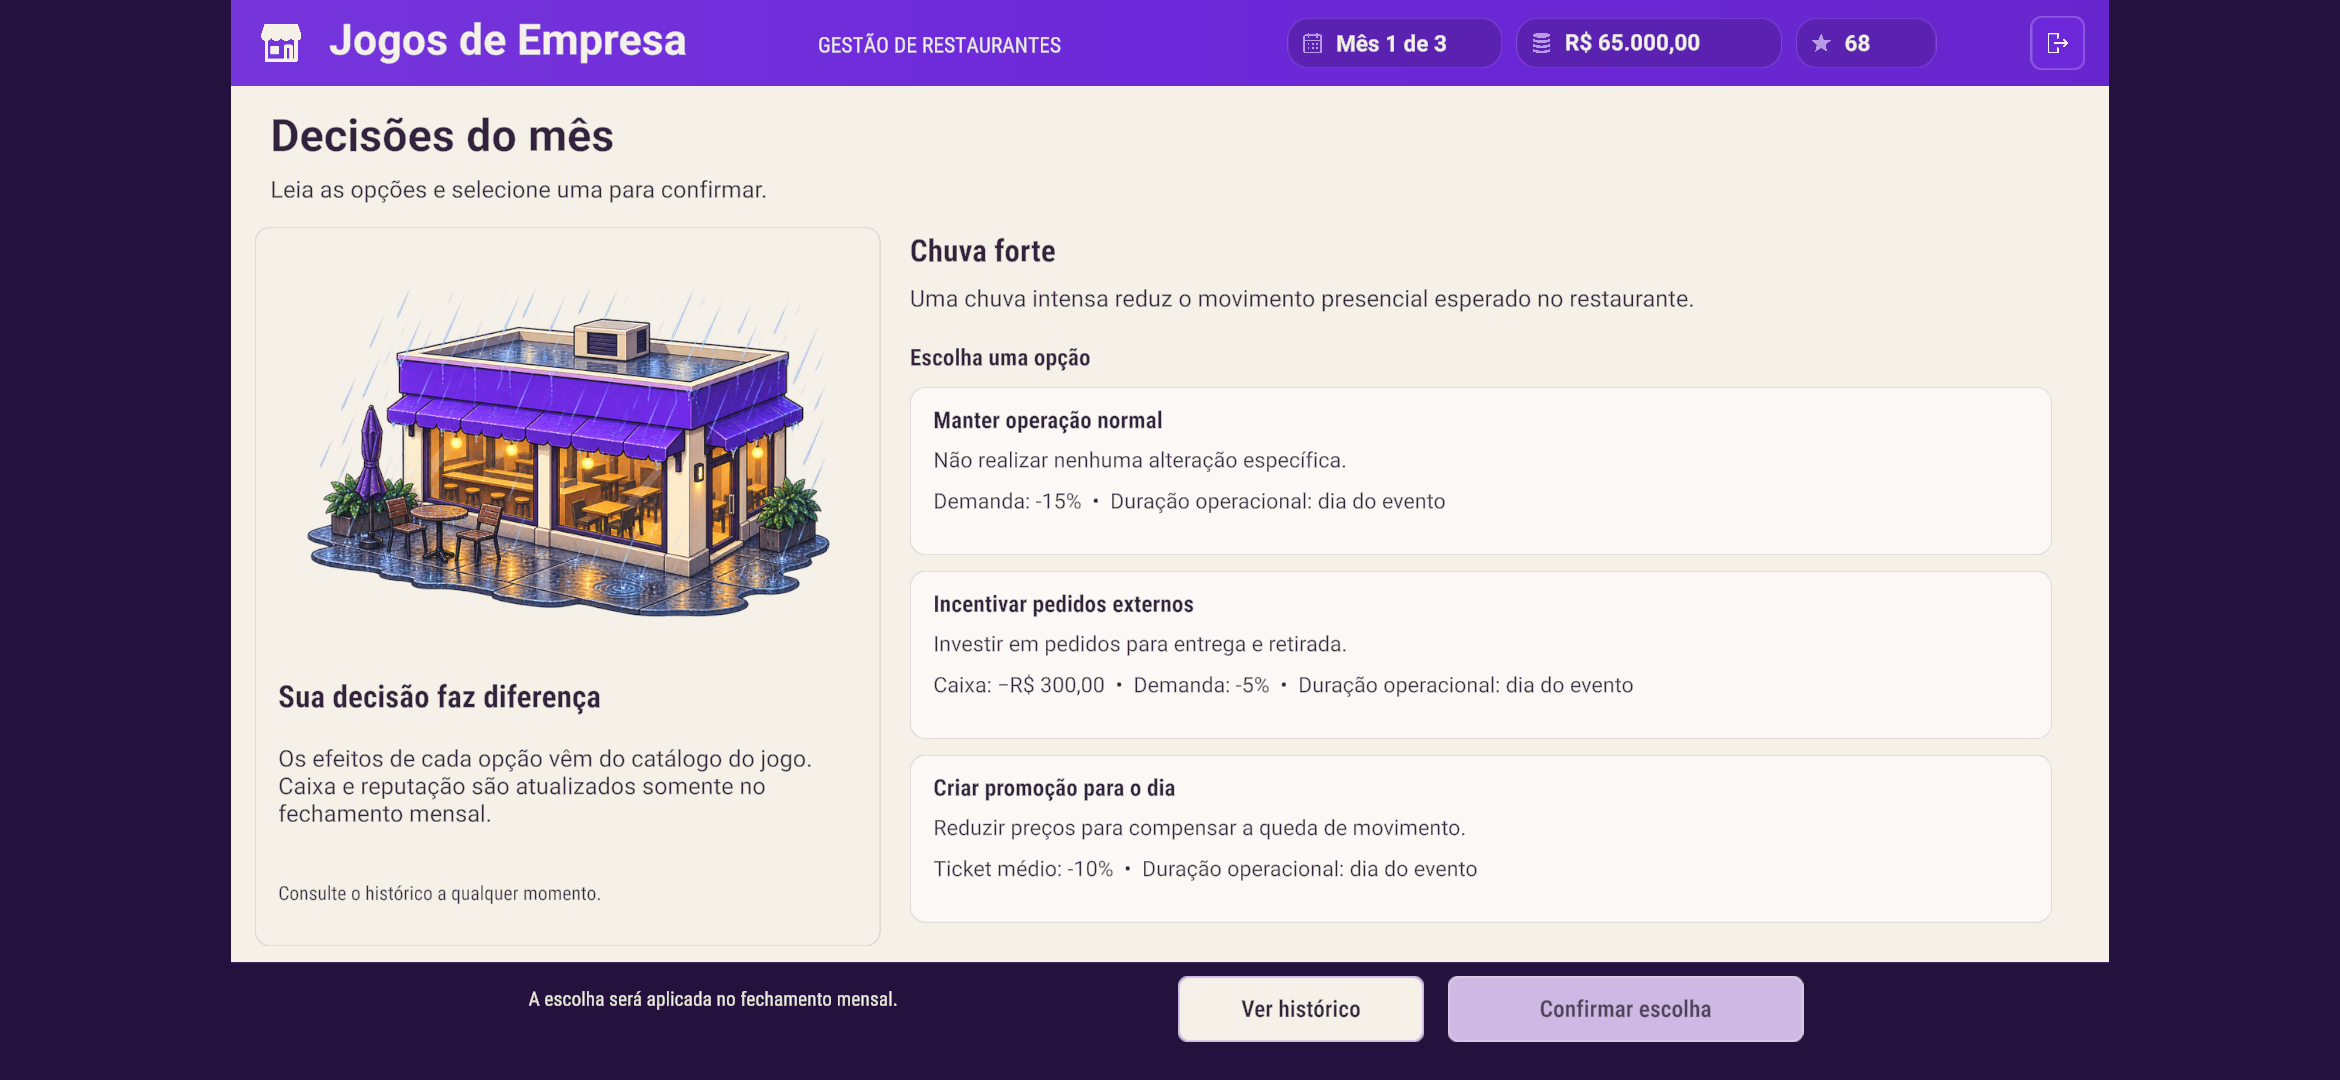 Jogos de Empresa
GESTÃO DE RESTAURANTES
Mês 1 de 3
R$ 65.000,00
68
Decisões do mês
Leia as opções e selecione uma para confirmar.
Sua decisão faz diferença
Os efeitos de cada opção vêm do catálogo do jogo.
Caixa e reputação são atualizados somente no
fechamento mensal.
Consulte o histórico a qualquer momento.
Chuva forte
Uma chuva intensa reduz o movimento presencial esperado no restaurante.
Escolha uma opção
Manter operação normal
Não realizar nenhuma alteração específica.
Demanda: -15% • Duração operacional: dia do evento
Incentivar pedidos externos
Investir em pedidos para entrega e retirada.
Caixa: −R$ 300,00 • Demanda: -5% • Duração operacional: dia do evento
Criar promoção para o dia
Reduzir preços para compensar a queda de movimento.
Ticket médio: -10% • Duração operacional: dia do evento
A escolha será aplicada no fechamento mensal.
Ver histórico
Confirmar escolha